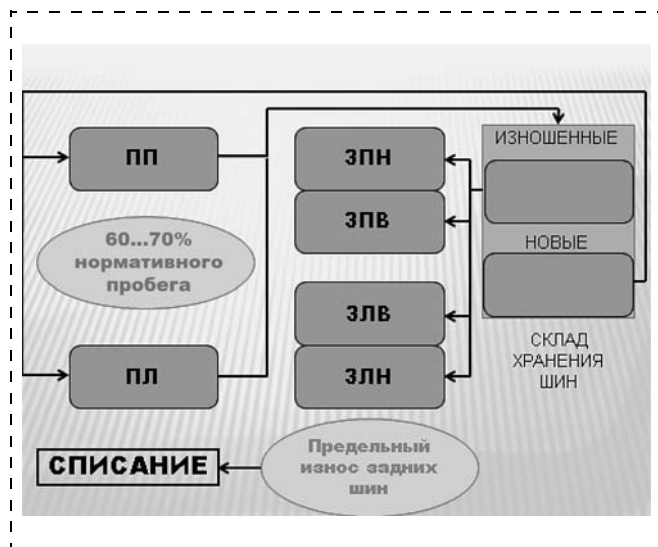 ПП
ЗПН
ИЗНОШЕННЫЕ
ЗПВ
60...70%
нормативного
пробега
НОВЫЕ
ЗЛВ
ПЛ
ЗЛН
СКЛАД
ХРАНЕНИЯ
ШИН
СПИСАНИЕ
Предельный
износ задних
шин